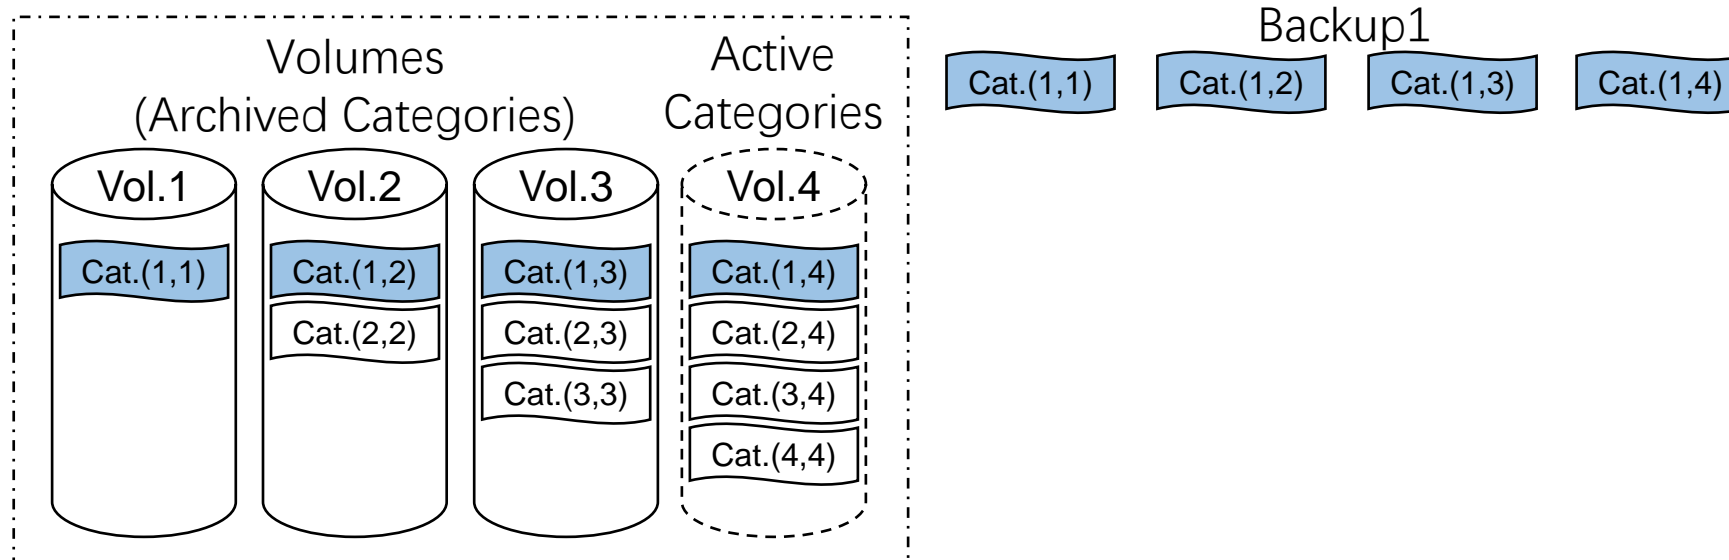 Volumes
(Archived Categories)
Active
Categories
Vol.1
Vol.2
Vol.3
Vol.4
Cat.(1,1)
Cat.(1,2)
Cat.(1,3)
Cat.(1,4)
Cat.(2,2)
Cat.(2,3)
Cat.(2,4)
Cat.(3,3)
Cat.(3,4)
Cat.(4,4)
Backup1
Cat.(1,1)
Cat.(1,2)
Cat.(1,3)
Cat.(1,4)